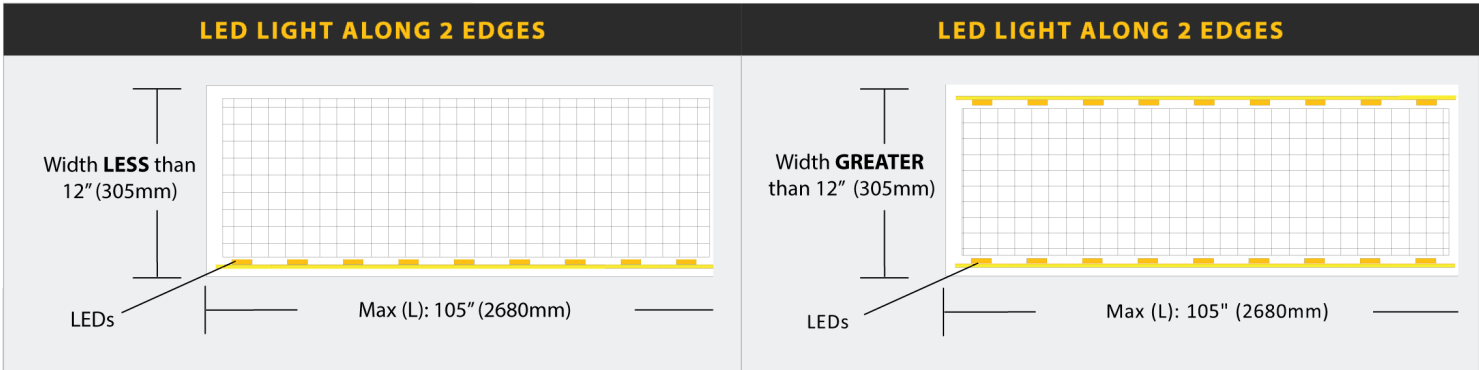 LED LIGHT ALONG 2 EDGES
Width LESS than
12” (305mm)
LEDs
Max (L): 105” (2680mm)
LED LIGHT ALONG 2 EDGES
Width GREATER
than 12” (305mm)
LEDs
Max (L): 105" (2680mm)